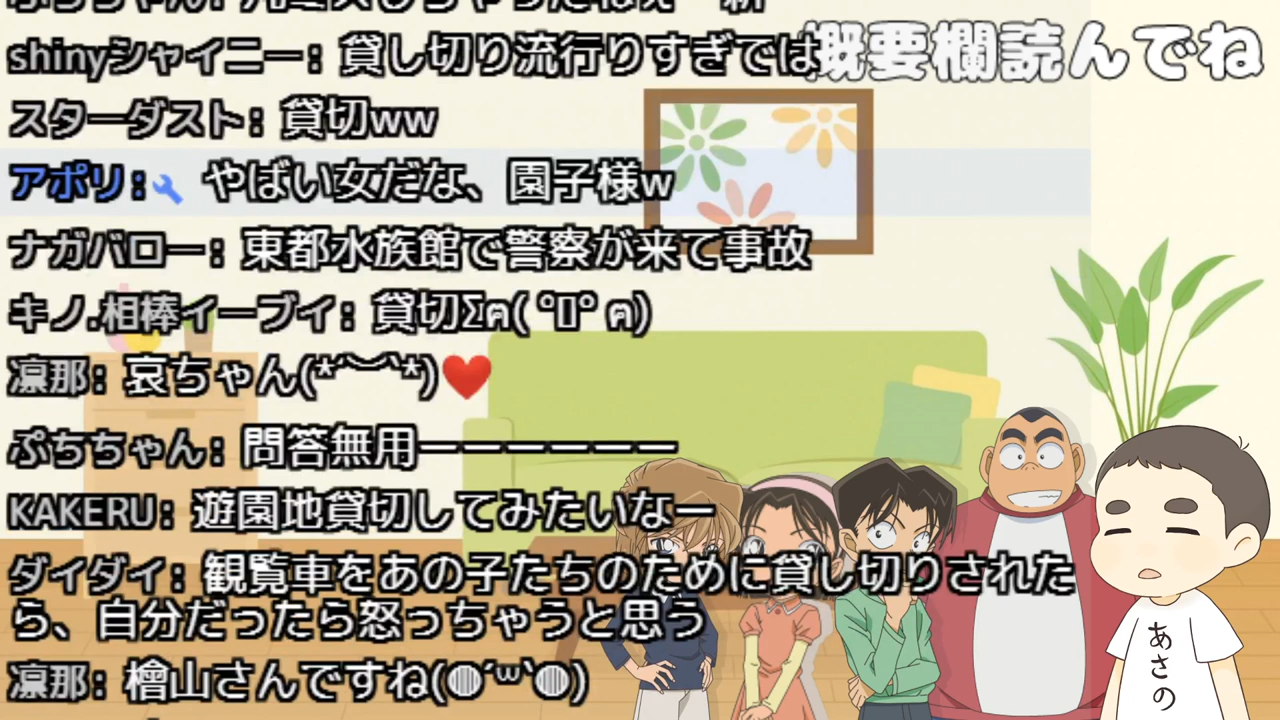 shinyシャイニー: 貸し切り流行りすぎでは
概要欄読んでね
スターダスト: 貸切ww
アポリ: やばい女だな、園子様w
ナガバロー: 東都水族館で警察が来て事故
キノ.相棒イーブイ: 貸切Σฅ( °ロ° ฅ)
凛那: 哀ちゃん(*´︶`*)❤️
ぷちちゃん: 問答無用ーーーーーー
KAKERU: 遊園地貸切してみたいなー
ダイダイ: 観覧車をあの子たちのために貸し切りされた
ら、自分だったら怒っちゃうと思う
凛那: 檜山さんですね(◍´꒳`◍)
あさの